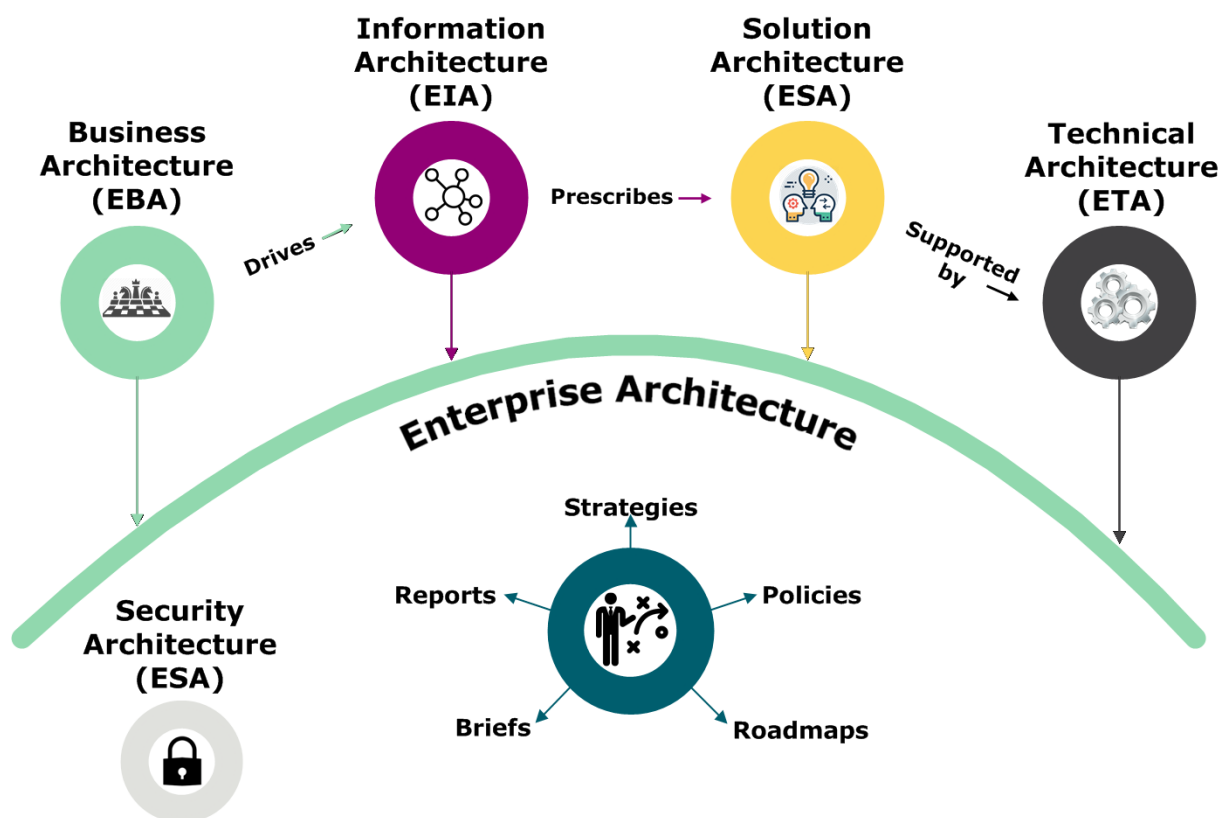 Information
Architecture
(EIA)
Solution
Architecture
(ESA)
Business
Architecture
(EBA)
Technical
Architecture
(ETA)
Drives
Prescribes
Supported
by
Enterprise Architecture
Strategies
Reports
Policies
Briefs
Roadmaps
Security
Architecture
(ESA)